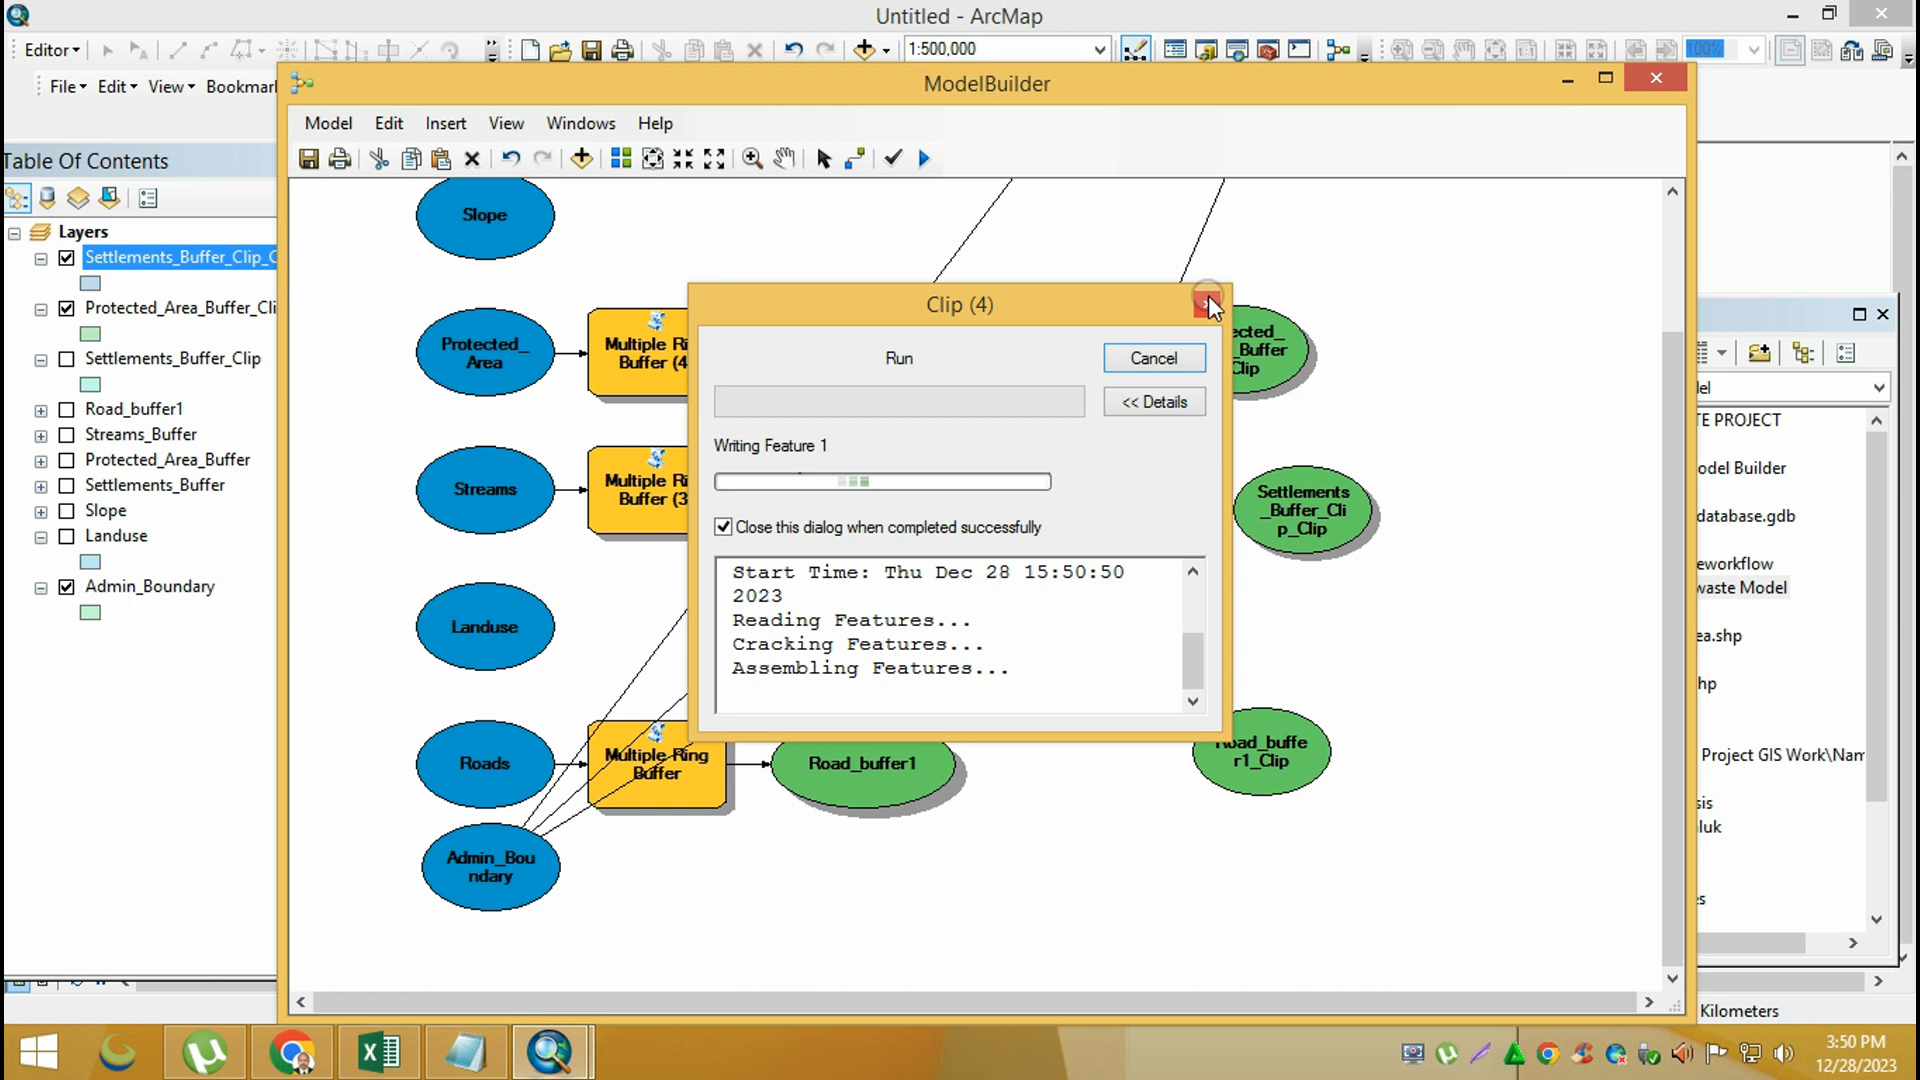 Untitled - ArcMap
Editor
1:500,000
100%
File Edit View Bookmar
ModelBuilder
Model Edit Insert View Windows Help
Table Of Contents
Layers
Settlements_Buffer_Clip_C
Protected_Area_Buffer_Cli
Settlements_Buffer_Clip
Road_buffer1
Streams_Buffer
Protected_Area_Buffer
Settlements_Buffer
Slope
Landuse
Admin_Boundary
Slope
Protected_
Area
Multiple Ri
Buffer (4
ected_
_Buffer
Clip
Streams
Multiple Ri
Buffer (3
Settlements
_Buffer_Cli
p_Clip
Landuse
Roads
Multiple Ring
Buffer
Road_buffer1
Road_buffe
r1_Clip
Admin_Bou
ndary
Clip (4)
Run
Cancel
<< Details
Writing Feature 1
Close this dialog when completed successfully
Start Time: Thu Dec 28 15:50:50
2023
Reading Features...
Cracking Features...
Assembling Features...
el
TE PROJECT
odel Builder
database.gdb
eworkflow
waste Model
ea.shp
hp
Project GIS Work\Nam
sis
luk
s
Kilometers
3:50 PM
12/28/2023